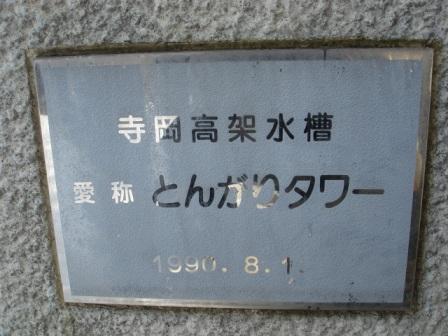 寺岡高架水槽
愛称 とんがりタワー
1990.8.1.